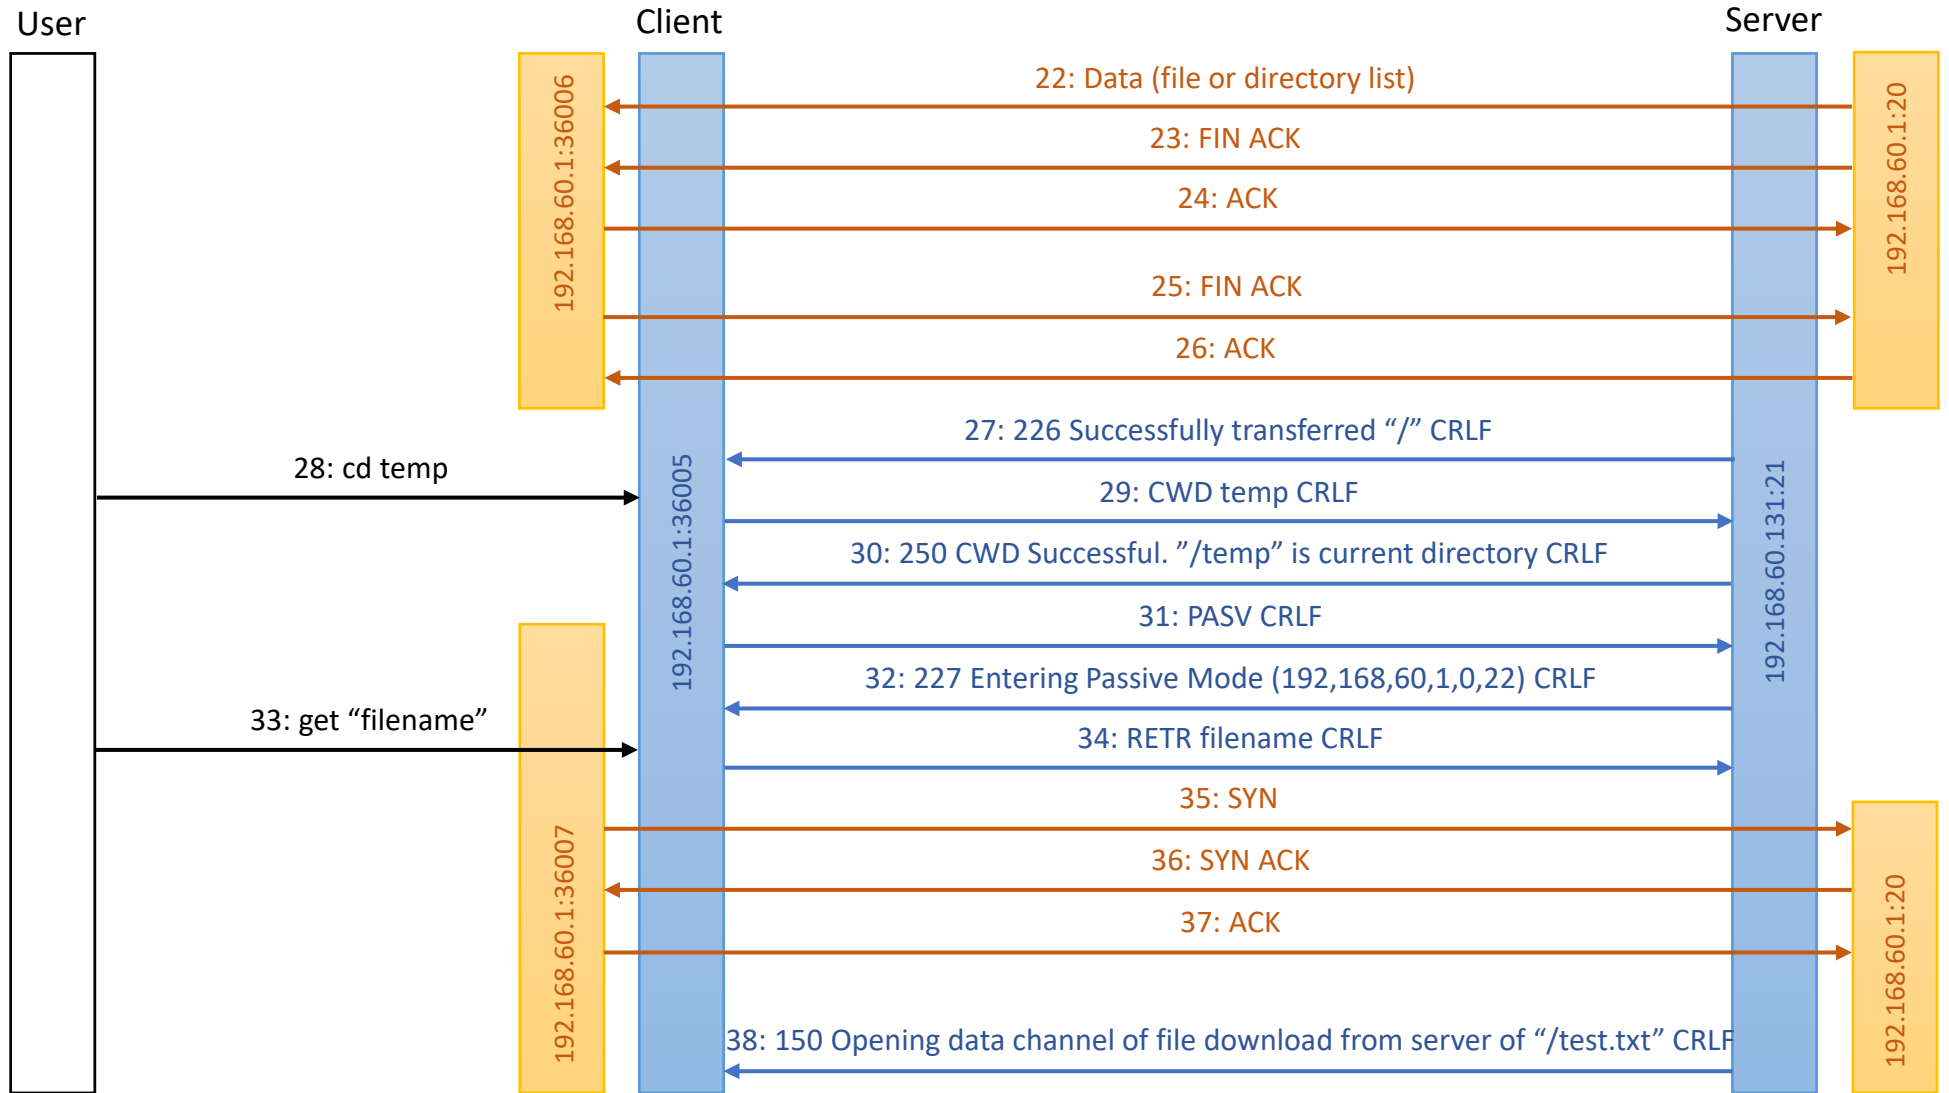 User
Client
Server
192.168.60.1:36006
22: Data (file or directory list)
192.168.60.1:20
23: FIN ACK
24: ACK
25: FIN ACK
26: ACK
27: 226 Successfully transferred “/” CRLF
28: cd temp
192.168.60.1:36005
192.168.60.131:21
29: CWD temp CRLF
30: 250 CWD Successful. ”/temp” is current directory CRLF
31: PASV CRLF
32: 227 Entering Passive Mode (192,168,60,1,0,22) CRLF
33: get “filename”
34: RETR filename CRLF
35: SYN
36: SYN ACK
37: ACK
192.168.60.1:36007
192.168.60.1:20
38: 150 Opening data channel of file download from server of “/test.txt” CRLF